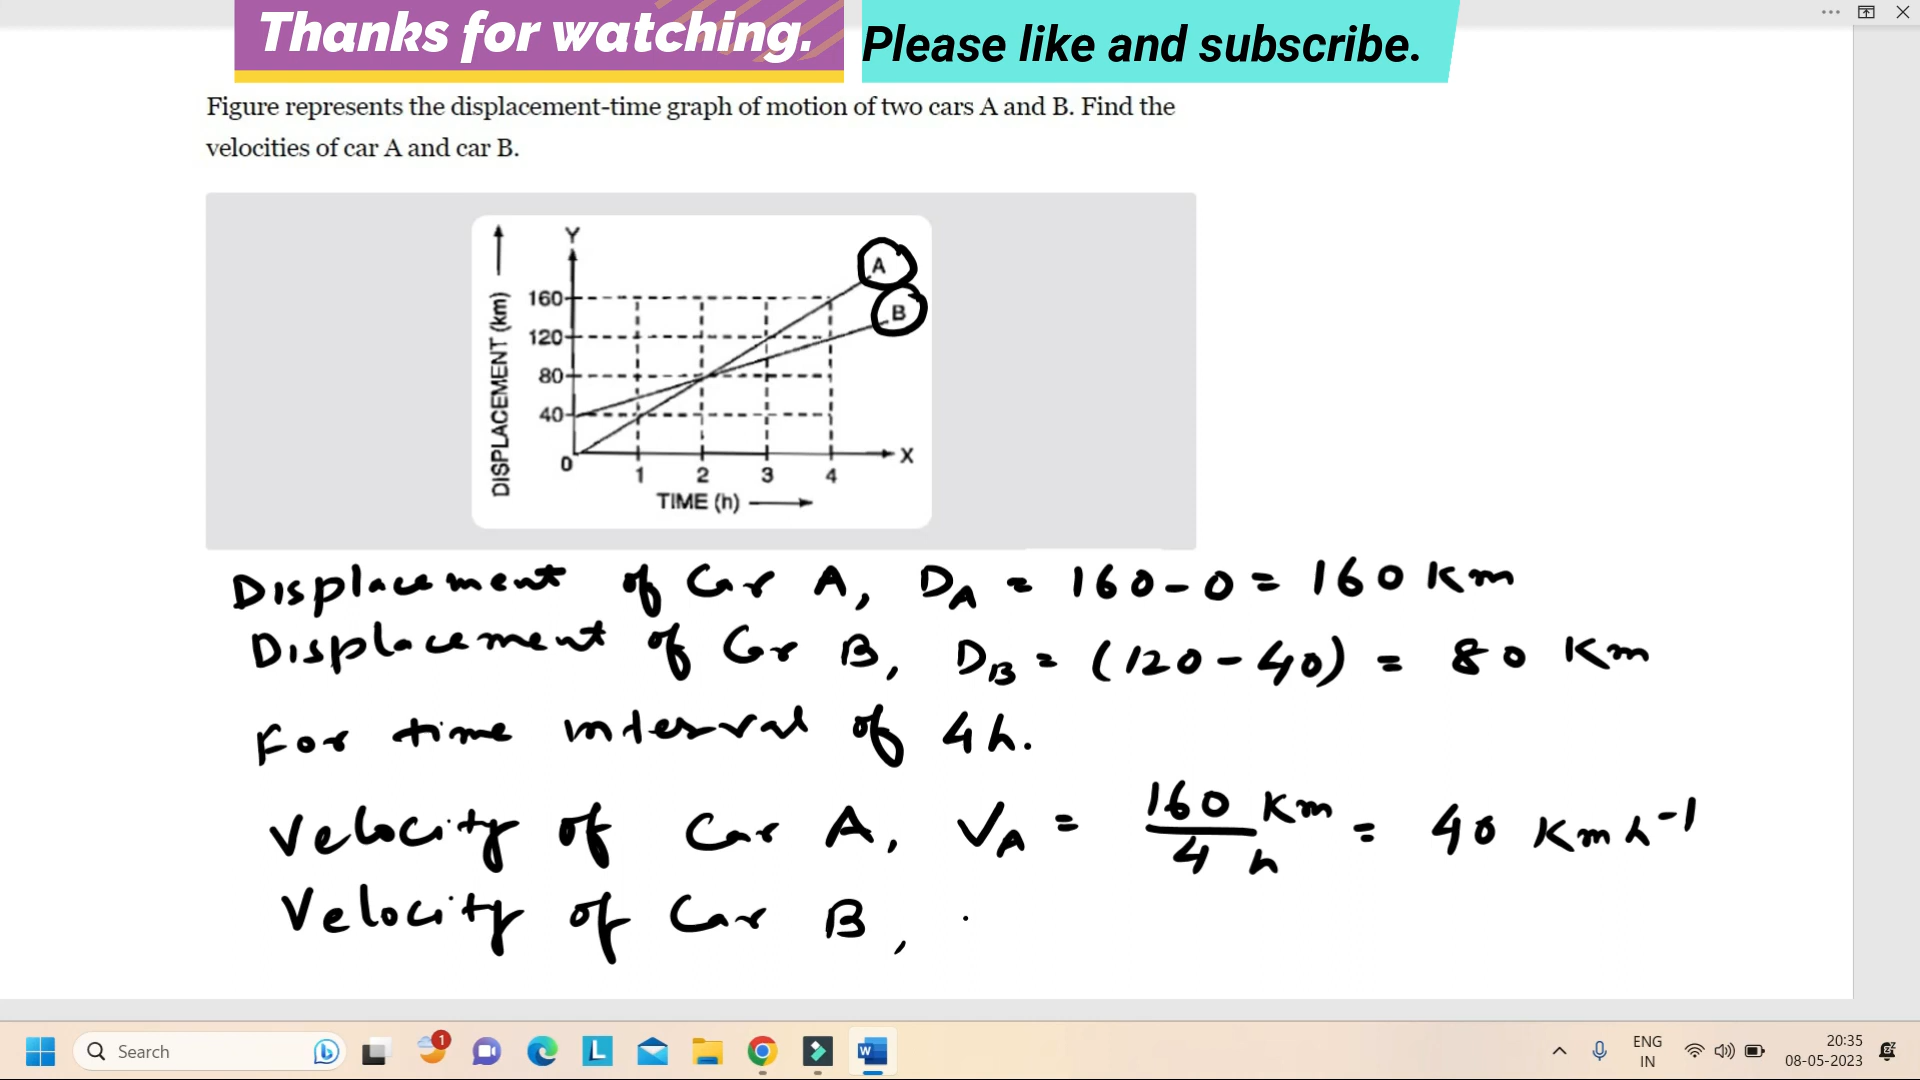 Thanks for watching.
Please like and subscribe.
Figure represents the displacement-time graph of motion of two cars A and B. Find the
velocities of car A and car B.
Y
A
B
DISPLACEMENT (km)
160
120
80
40
0
1 2 3 4
X
TIME (h)
Displacement of Car A, DA = 160-0 = 160 Km
Displacement of Car B, DB = (120-40) = 80 Km
For time interval of 4h.
Velocity of Car A, VA = 160 Km / 4 h = 40 Km h-1
Velocity of Car B,
Search
1
ENG
IN
20:35
08-05-2023